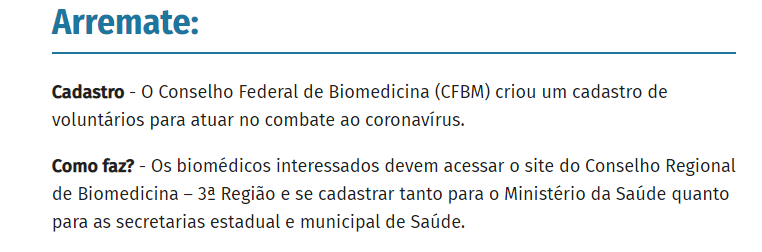 Arremate:
Cadastro - O Conselho Federal de Biomedicina (CFBM) criou um cadastro de
voluntários para atuar no combate ao coronavírus.
Como faz? - Os biomédicos interessados devem acessar o site do Conselho Regional
de Biomedicina – 3ª Região e se cadastrar tanto para o Ministério da Saúde quanto
para as secretarias estadual e municipal de Saúde.